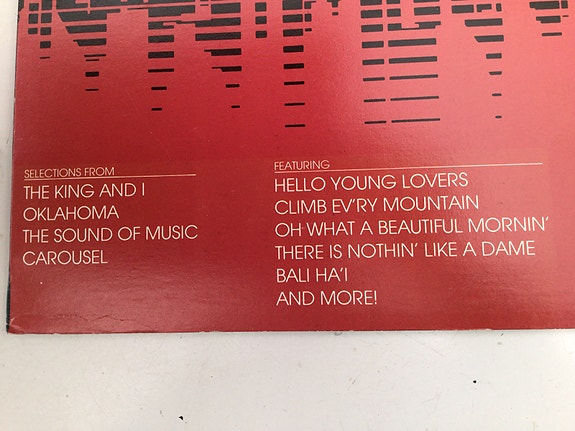 SELECTIONS FROM
THE KING AND I
OKLAHOMA
THE SOUND OF MUSIC
CAROUSEL
FEATURING
HELLO YOUNG LOVERS
CLIMB EV'RY MOUNTAIN
OH WHAT A BEAUTIFUL MORNIN'
THERE IS NOTHIN' LIKE A DAME
BALI HA'I
AND MORE!